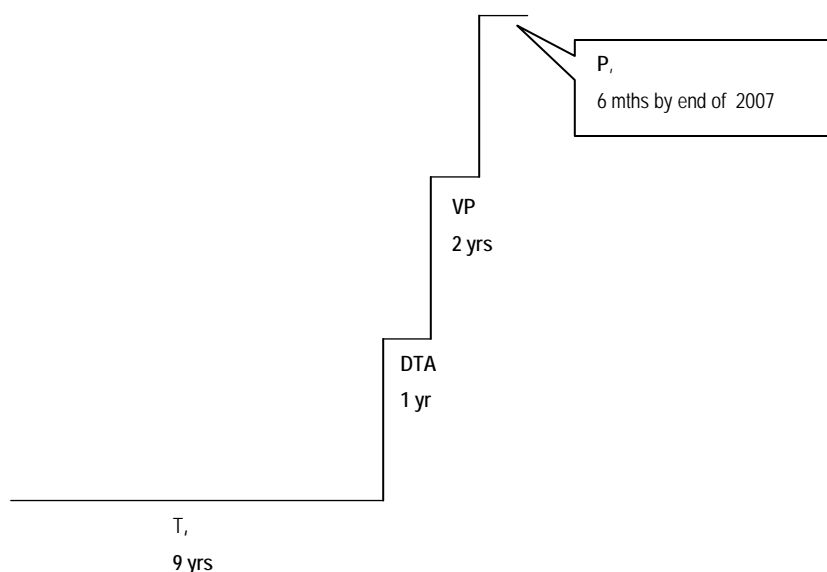 P,
6 mths by end of 2007
VP
2 yrs
DTA
1 yr
T,
9 yrs